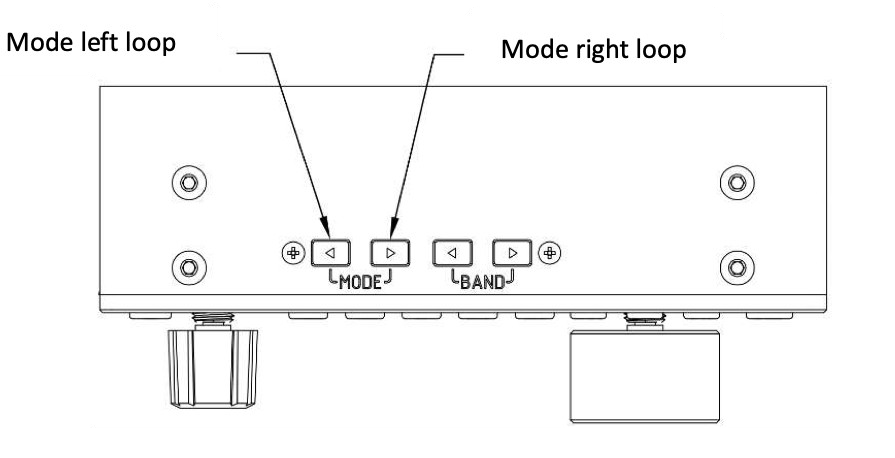 Mode left loop
Mode right loop
MODE
BAND